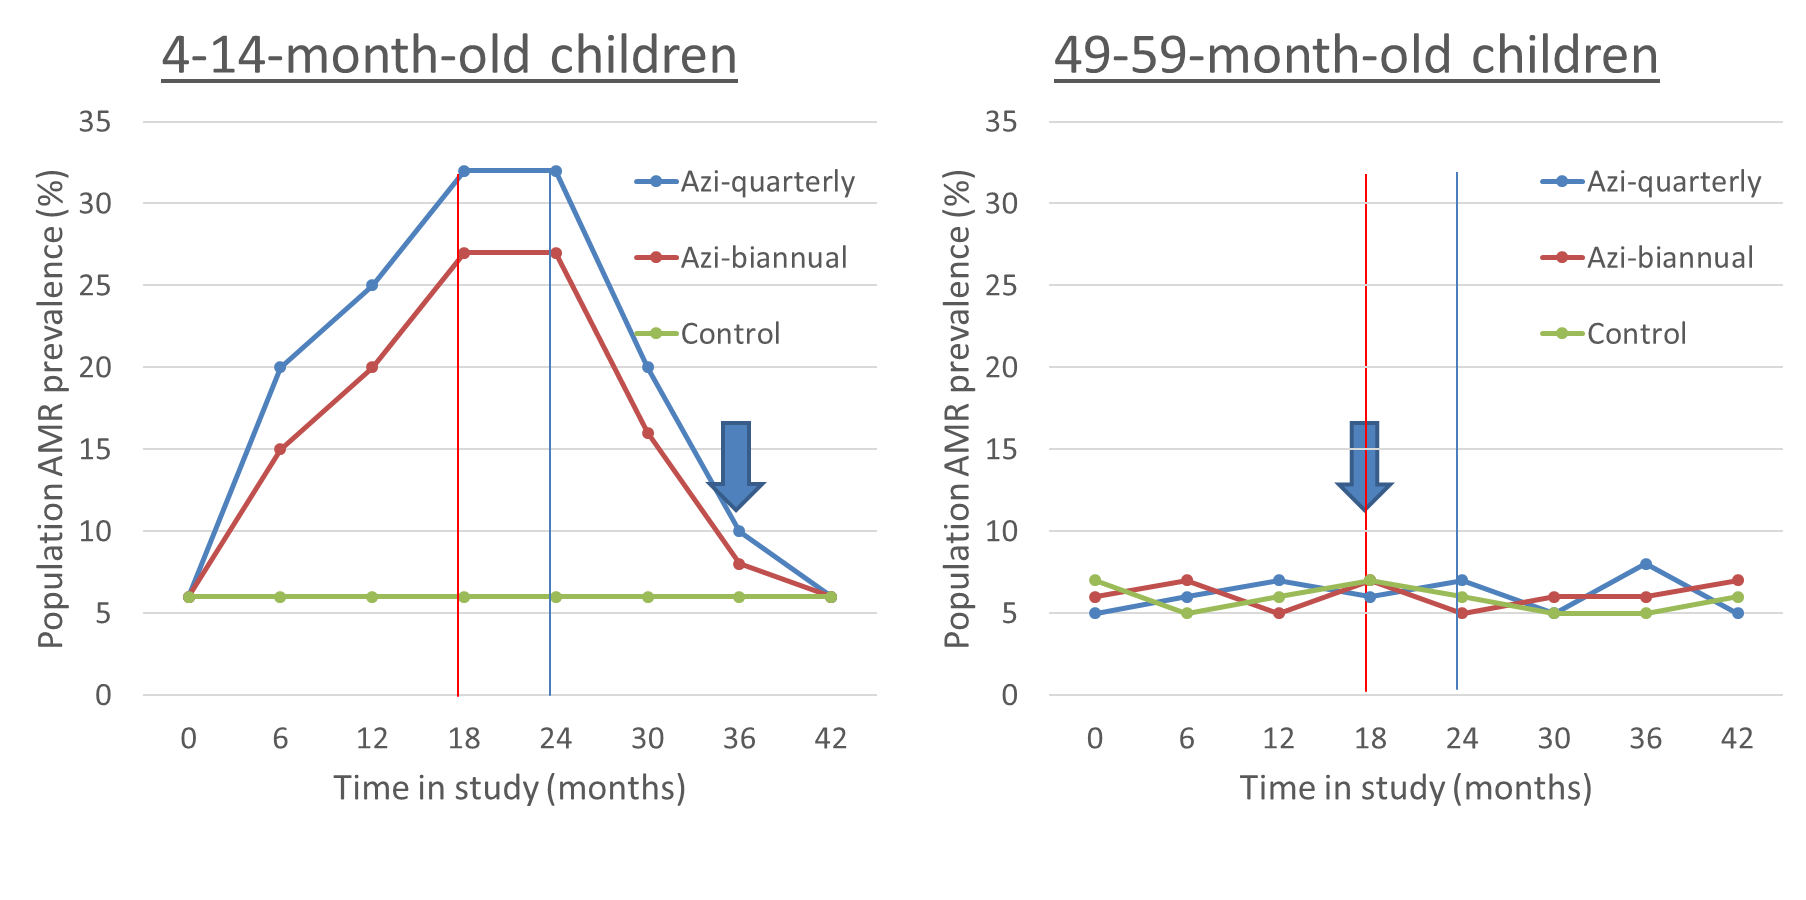 4-14-month-old children
Population AMR prevalence (%)
35
30
25
20
15
10
5
0
0 6 12 18 24 30 36 42
Time in study (months)
Azi-quarterly
Azi-biannual
Control
49-59-month-old children
Population AMR prevalence (%)
35
30
25
20
15
10
5
0
0 6 12 18 24 30 36 42
Time in study (months)
Azi-quarterly
Azi-biannual
Control